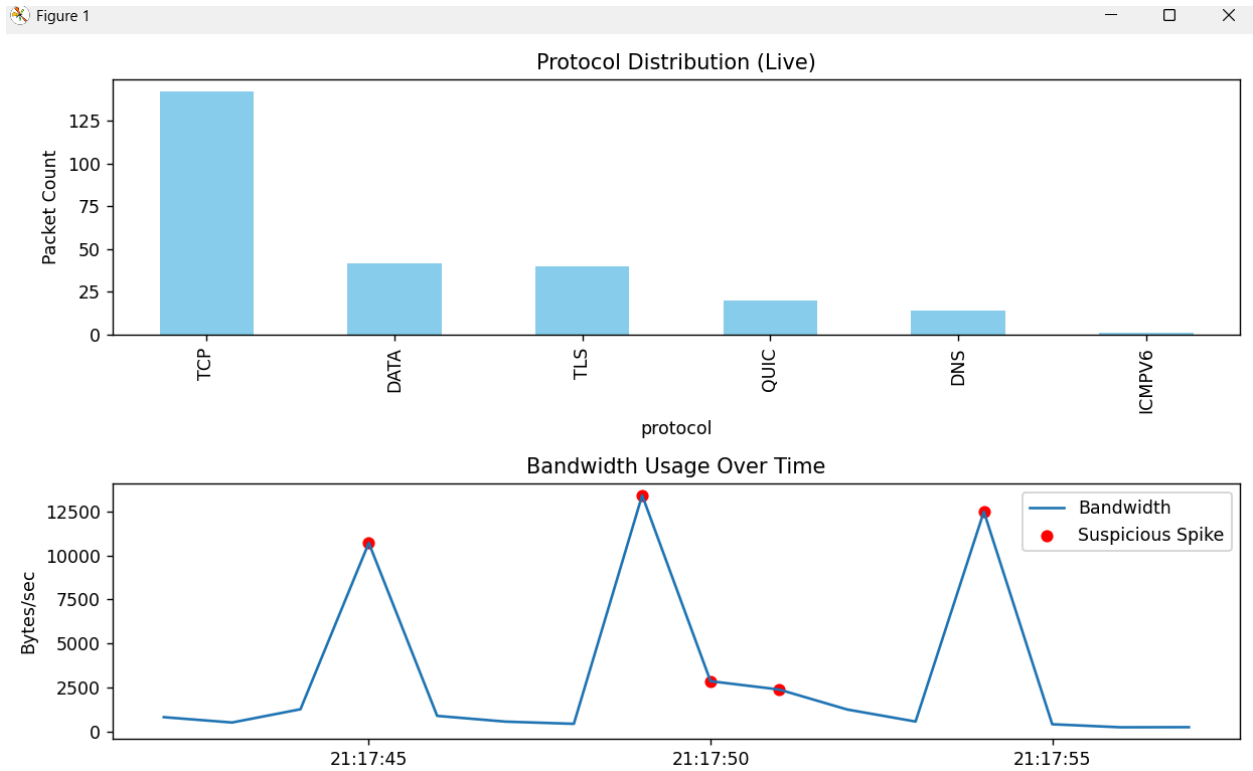 Figure 1
Protocol Distribution (Live)
Packet Count
125
100
75
50
25
0
TCP
DATA
TLS
QUIC
DNS
ICMPV6
protocol
Bandwidth Usage Over Time
Bytes/sec
12500
10000
7500
5000
2500
0
Bandwidth
Suspicious Spike
21:17:45
21:17:50
21:17:55